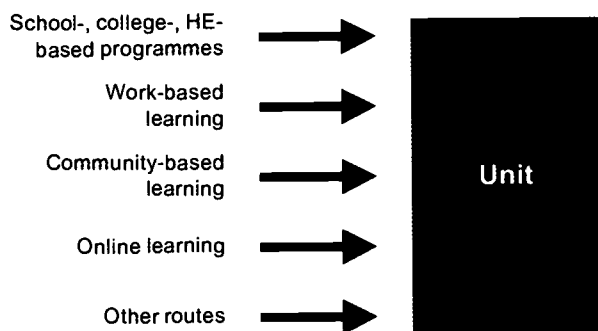 School-, college-, HE-
based programmes
Work-based
learning
Community-based
learning
Unit
Online learning
Other routes